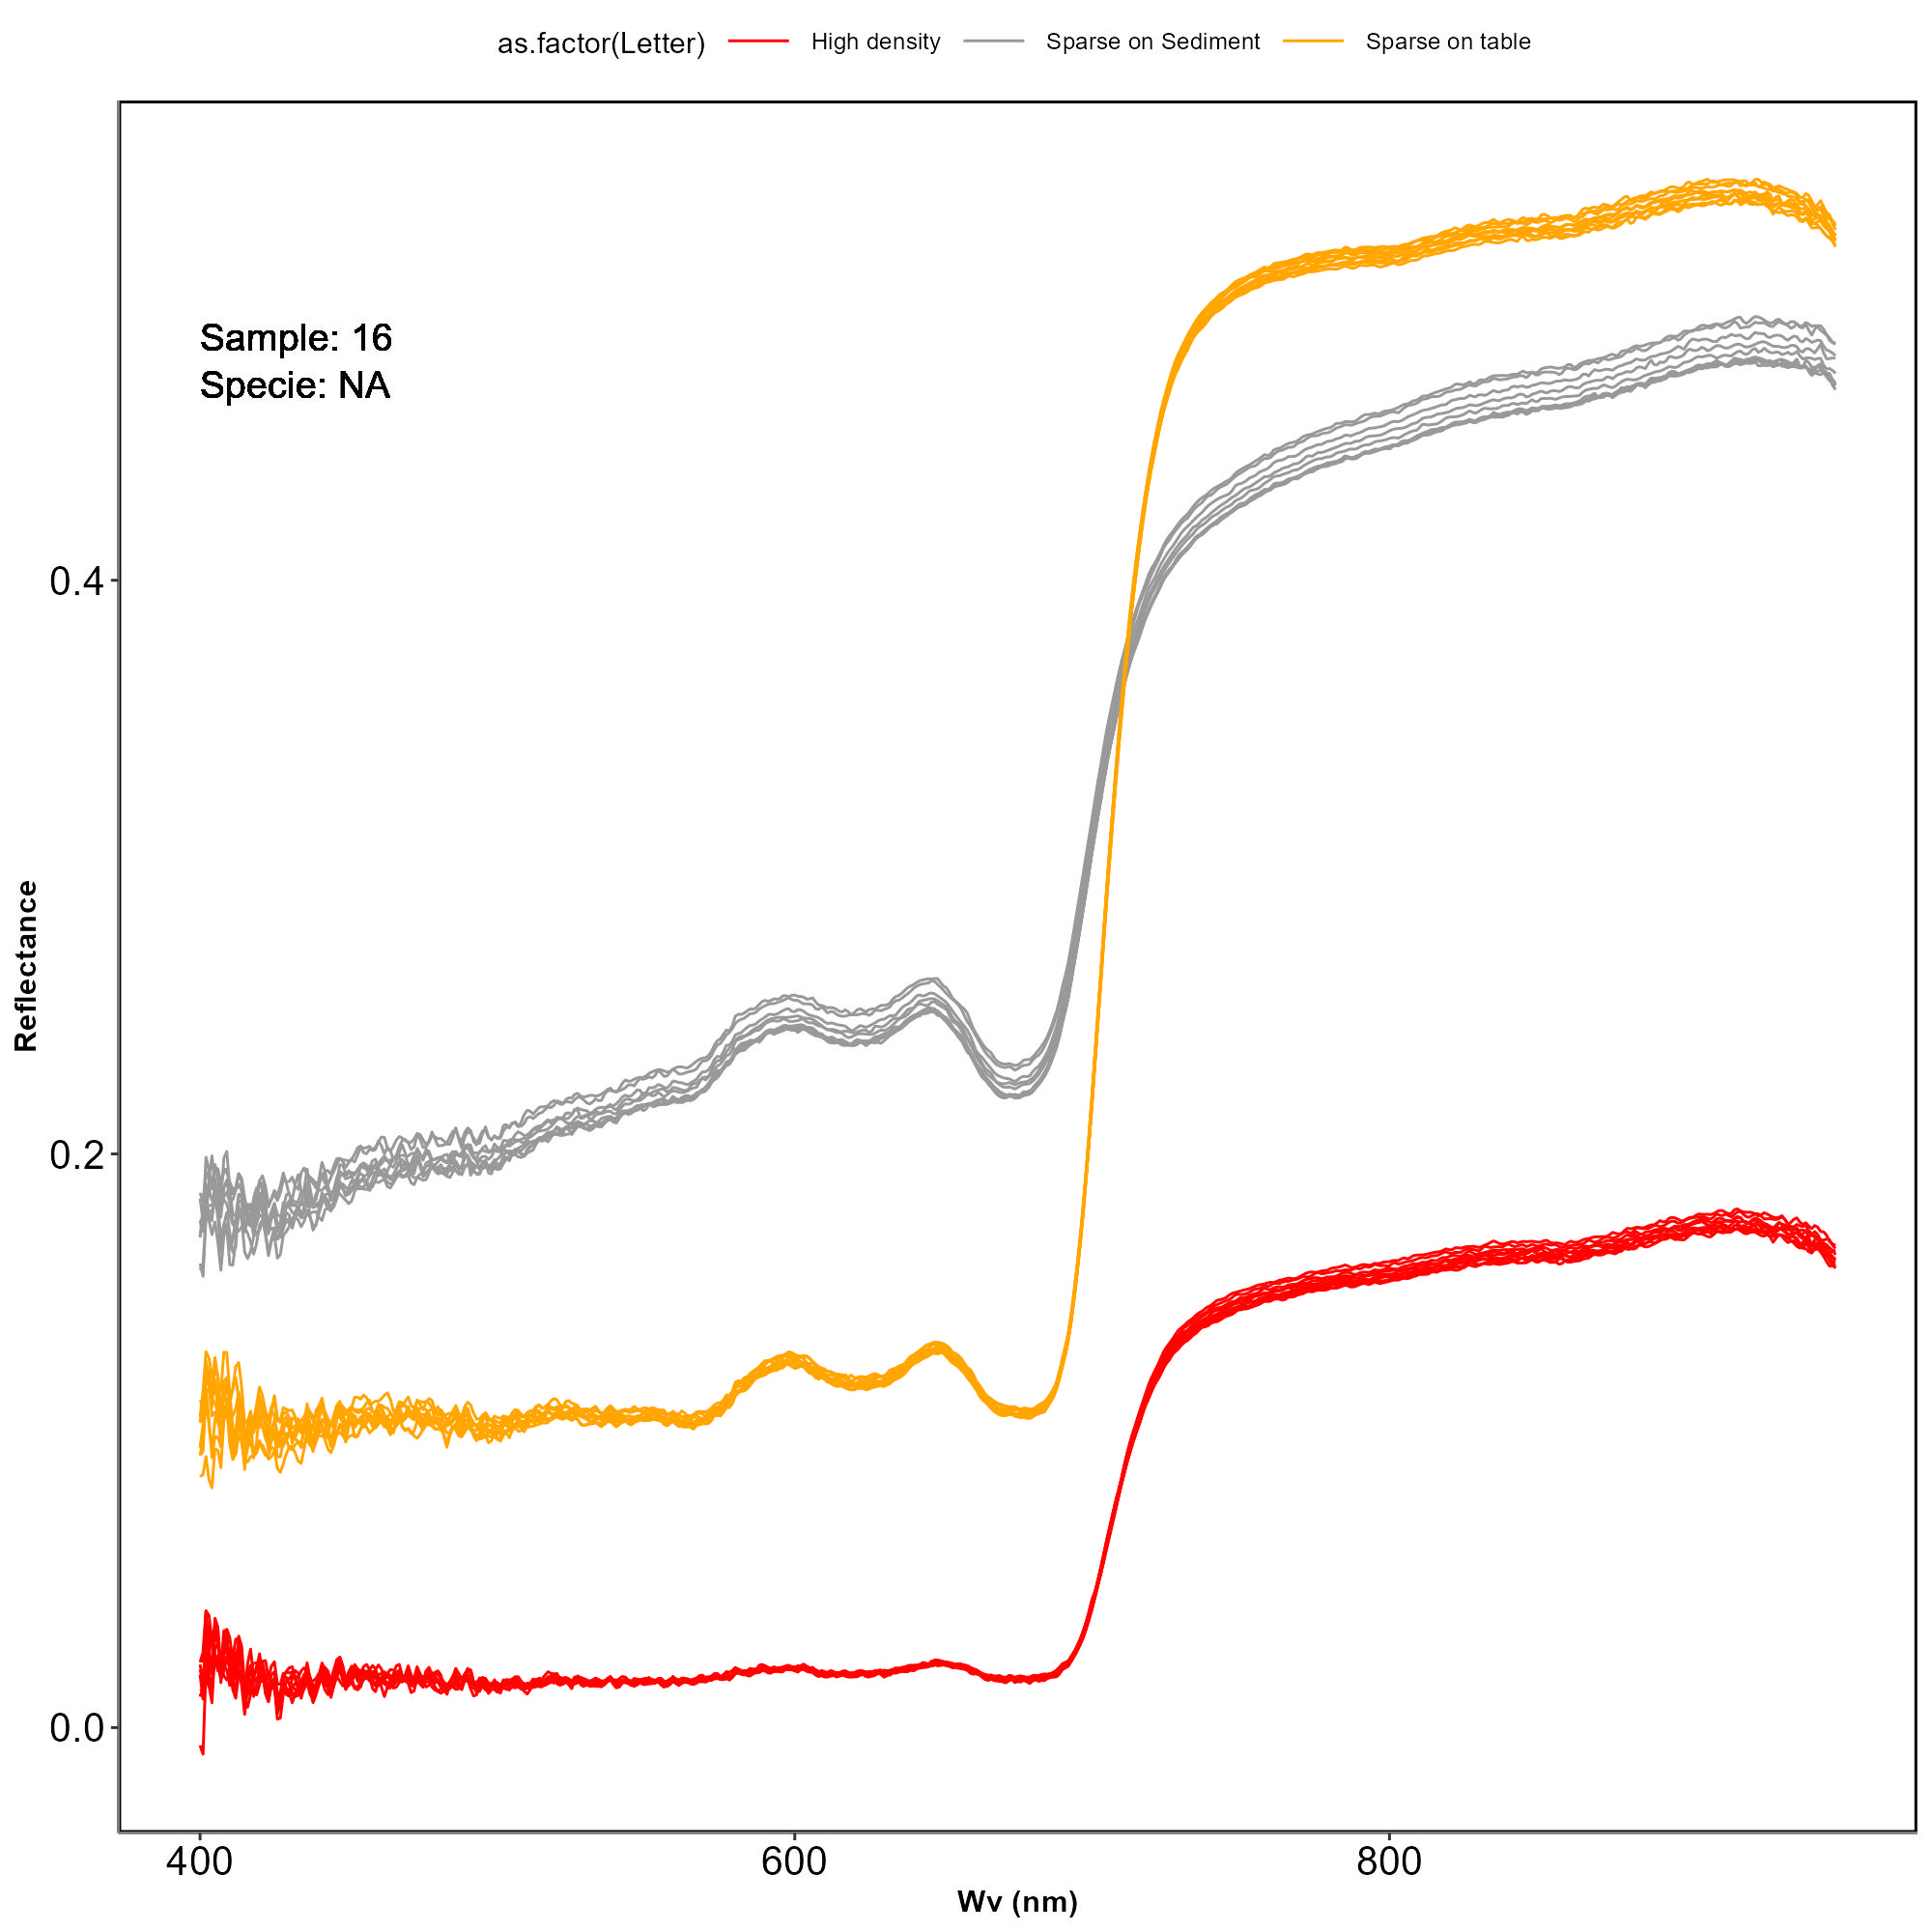 as.factor(Letter) High density Sparse on Sediment Sparse on table
Sample: 16
Specie: NA
0.4
0.2
0.0
Reflectance
400 600 800
Wv (nm)